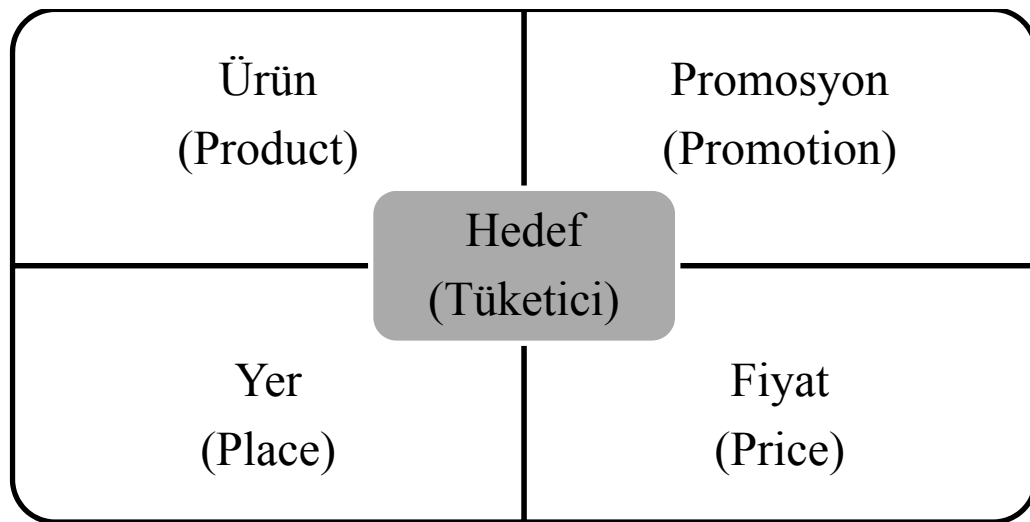 Ürün
(Product)
Promosyon
(Promotion)
Hedef
(Tüketici)
Yer
(Place)
Fiyat
(Price)